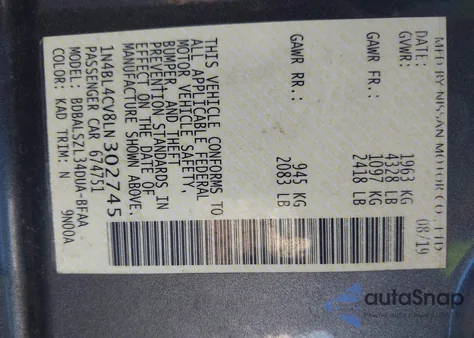 MFD BY NISSAN MOTOR CO., LTD
DATE: 08/19
GVWR: 1963 KG
4328 LB
GAWR FR.: 1097 KG
2418 LB
GAWR RR.: 945 KG
2083 LB
THIS VEHICLE CONFORMS TO
ALL APPLICABLE FEDERAL
MOTOR VEHICLE SAFETY,
BUMPER, AND THEFT
PREVENTION STANDARDS IN
EFFECT ON THE DATE OF
MANUFACTURE SHOWN ABOVE.
1N4BL4CV8LN302745
PASSENGER CAR 674751
MODEL: BDBALSZL34DUA-BFAA -
COLOR: KAD TRIM: N 9N00A
autoSnap